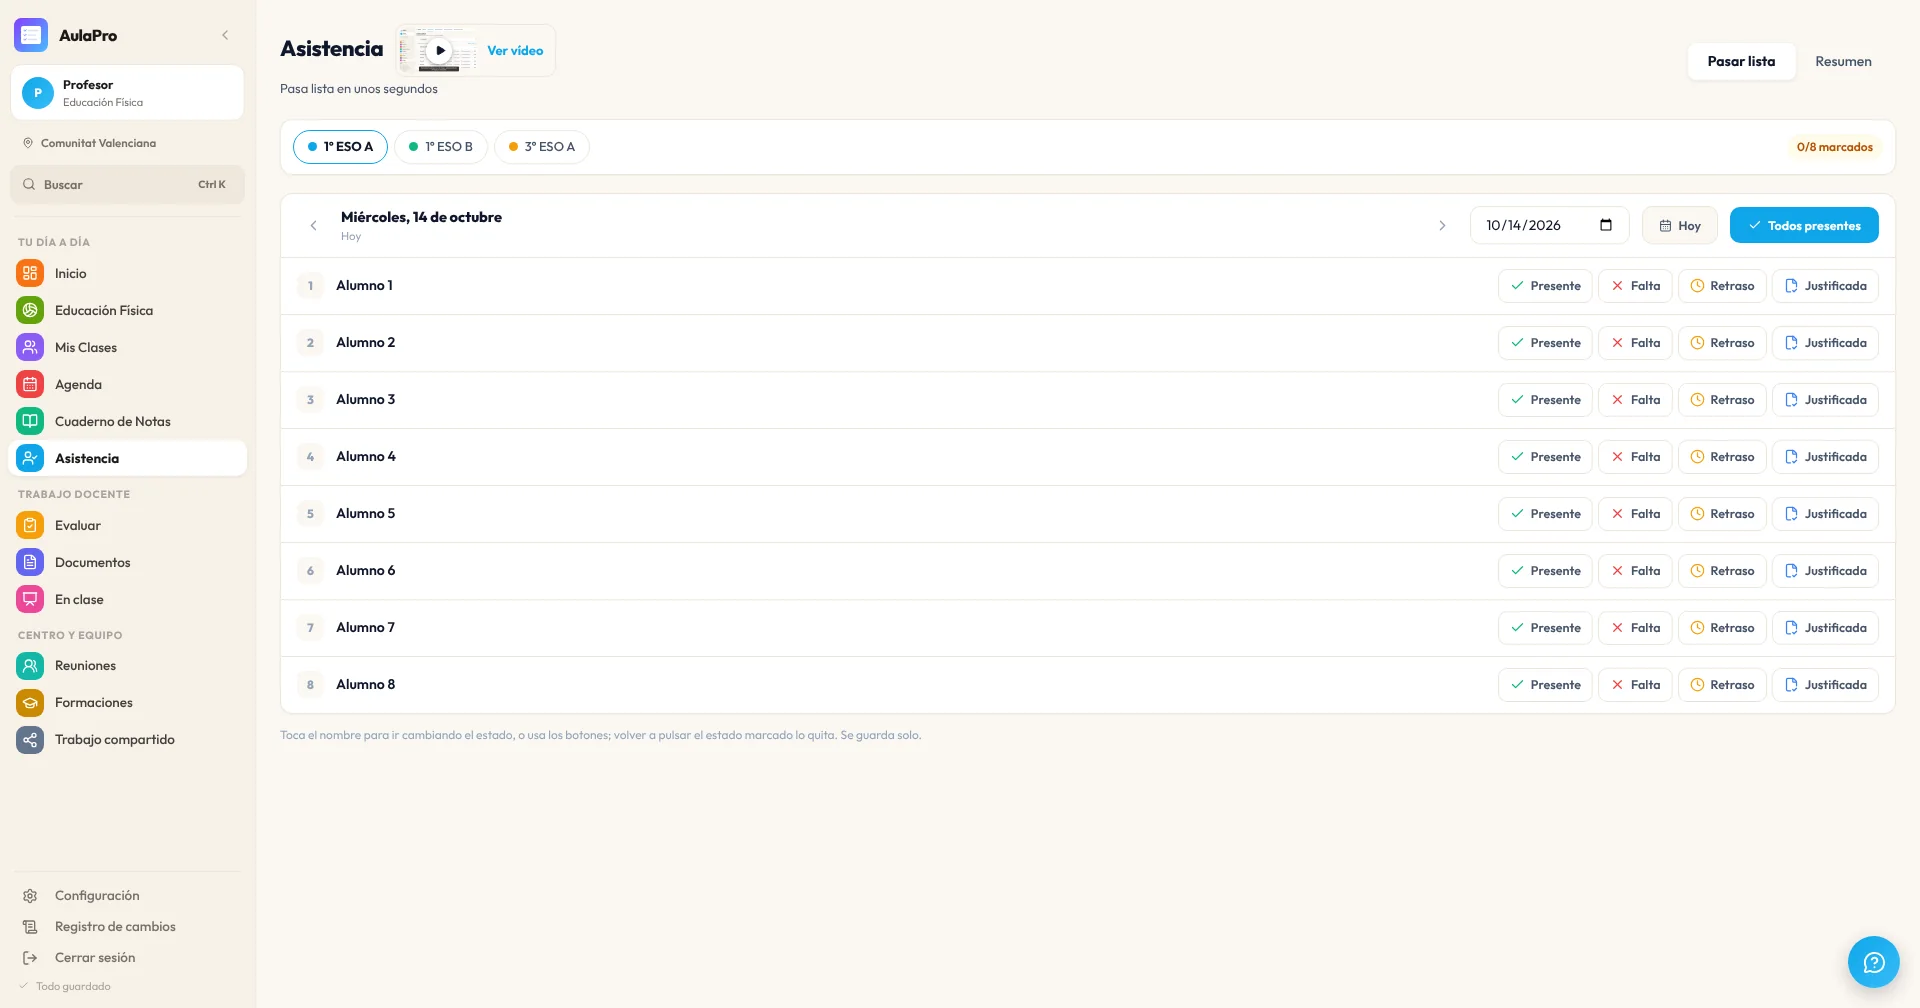 AulaPro
Profesor
Educación Física
Comunitat Valenciana
Buscar Ctrl K
TU DÍA A DÍA
Inicio
Educación Física
Mis Clases
Agenda
Cuaderno de Notas
Asistencia
TRABAJO DOCENTE
Evaluar
Documentos
En clase
CENTRO Y EQUIPO
Reuniones
Formaciones
Trabajo compartido
Configuración
Registro de cambios
Cerrar sesión
Todo guardado
Asistencia
Ver vídeo
Pasa lista en unos segundos
Pasar lista Resumen
1º ESO A 1º ESO B 3º ESO A 0/8 marcados
Miércoles, 14 de octubre
Hoy
10/14/2026 Hoy Todos presentes
1 Alumno 1 Presente Falta Retraso Justificada
2 Alumno 2 Presente Falta Retraso Justificada
3 Alumno 3 Presente Falta Retraso Justificada
4 Alumno 4 Presente Falta Retraso Justificada
5 Alumno 5 Presente Falta Retraso Justificada
6 Alumno 6 Presente Falta Retraso Justificada
7 Alumno 7 Presente Falta Retraso Justificada
8 Alumno 8 Presente Falta Retraso Justificada
Toca el nombre para ir cambiando el estado, o usa los botones; volver a pulsar el estado marcado lo quita. Se guarda solo.